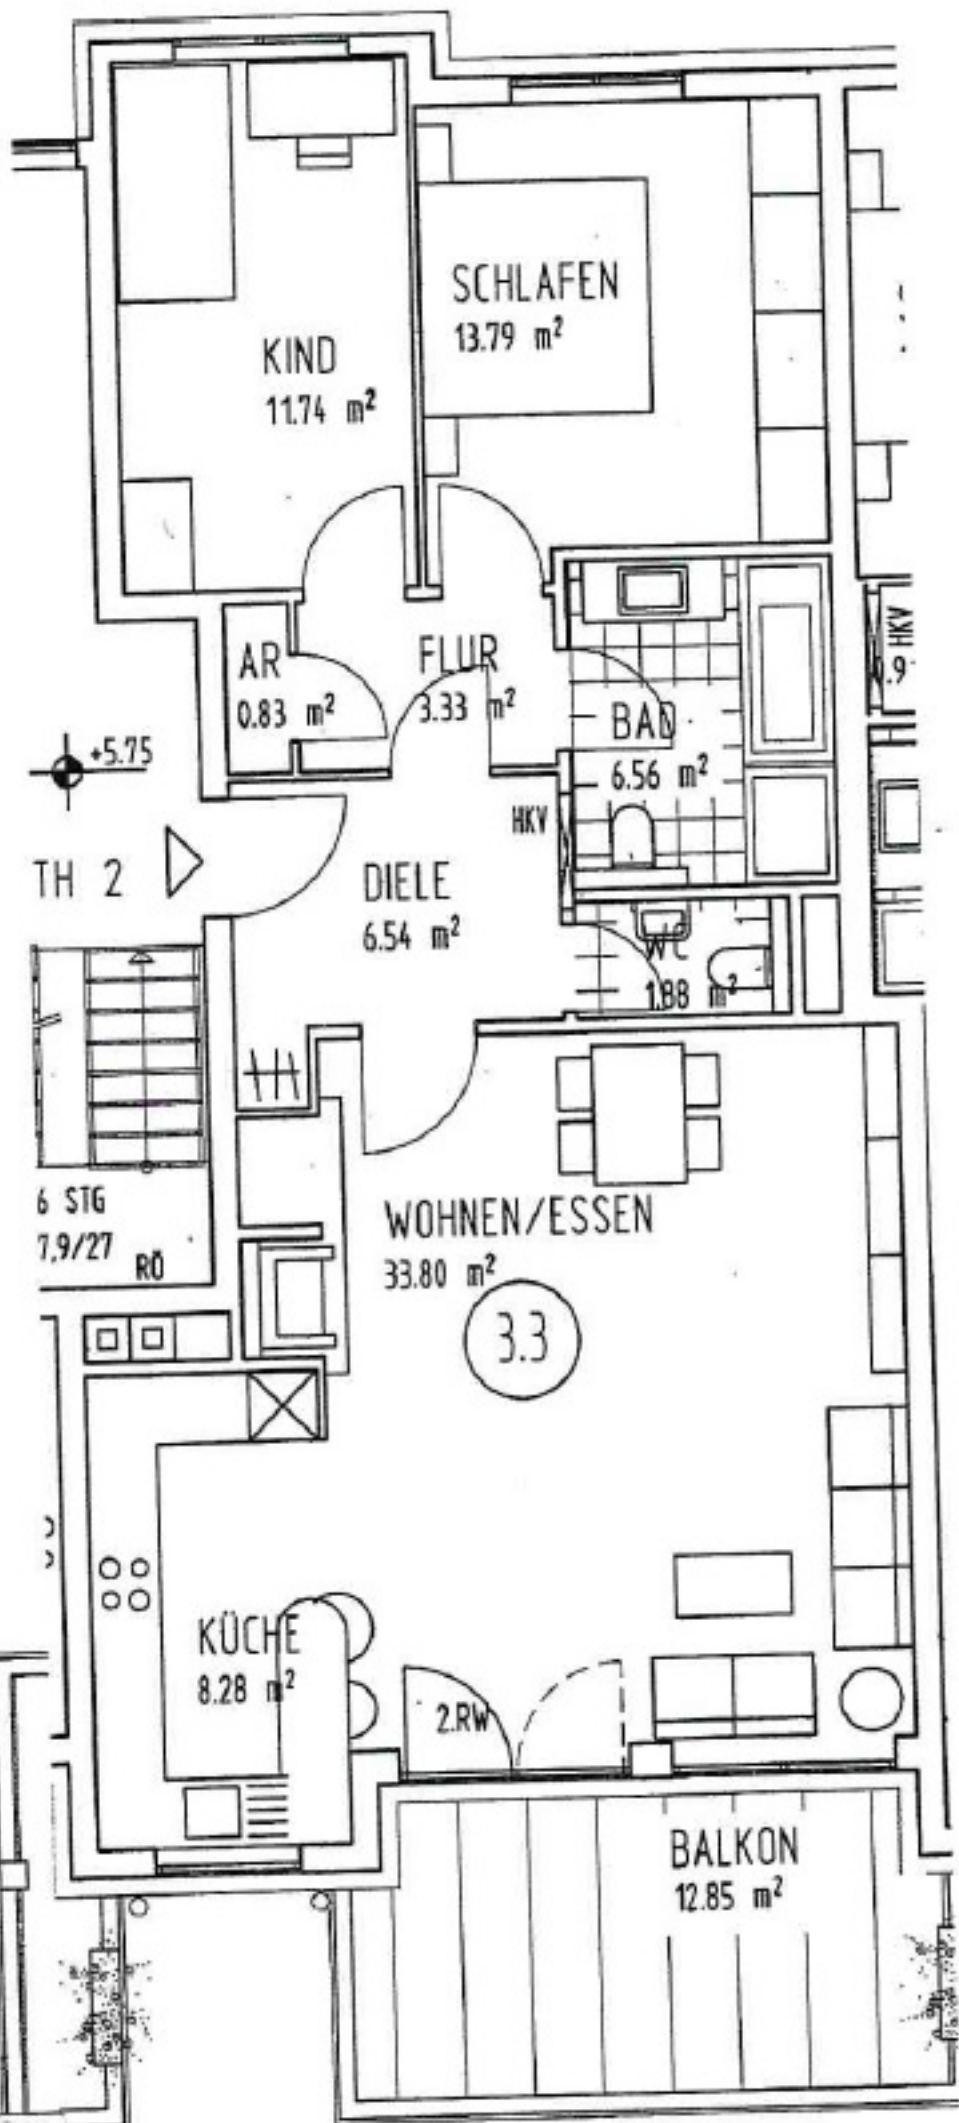 SCHLAFEN
13.79 m²
KIND
11.74 m²
HKV
0.9
AR
0.83 m²
FLUR
3.33 m²
BAD
6.56 m²
+5.75
HKV
TH 2
DIELE
6.54 m²
WC
1.88 m²
6 STG
7,9/27
RÖ
WOHNEN/ESSEN
33.80 m²
3.3
KÜCHE
8.28 m²
2.RW
BALKON
12.85 m²